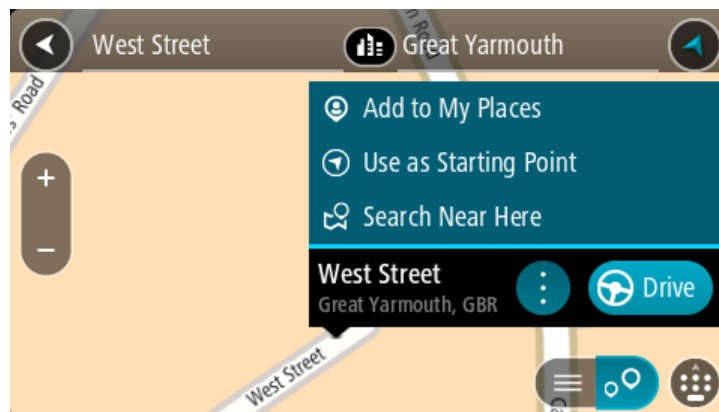 West Street
Great Yarmouth
Road
Road
Add to My Places
Use as Starting Point
Search Near Here
West Street
Great Yarmouth, GBR
Drive
West Street